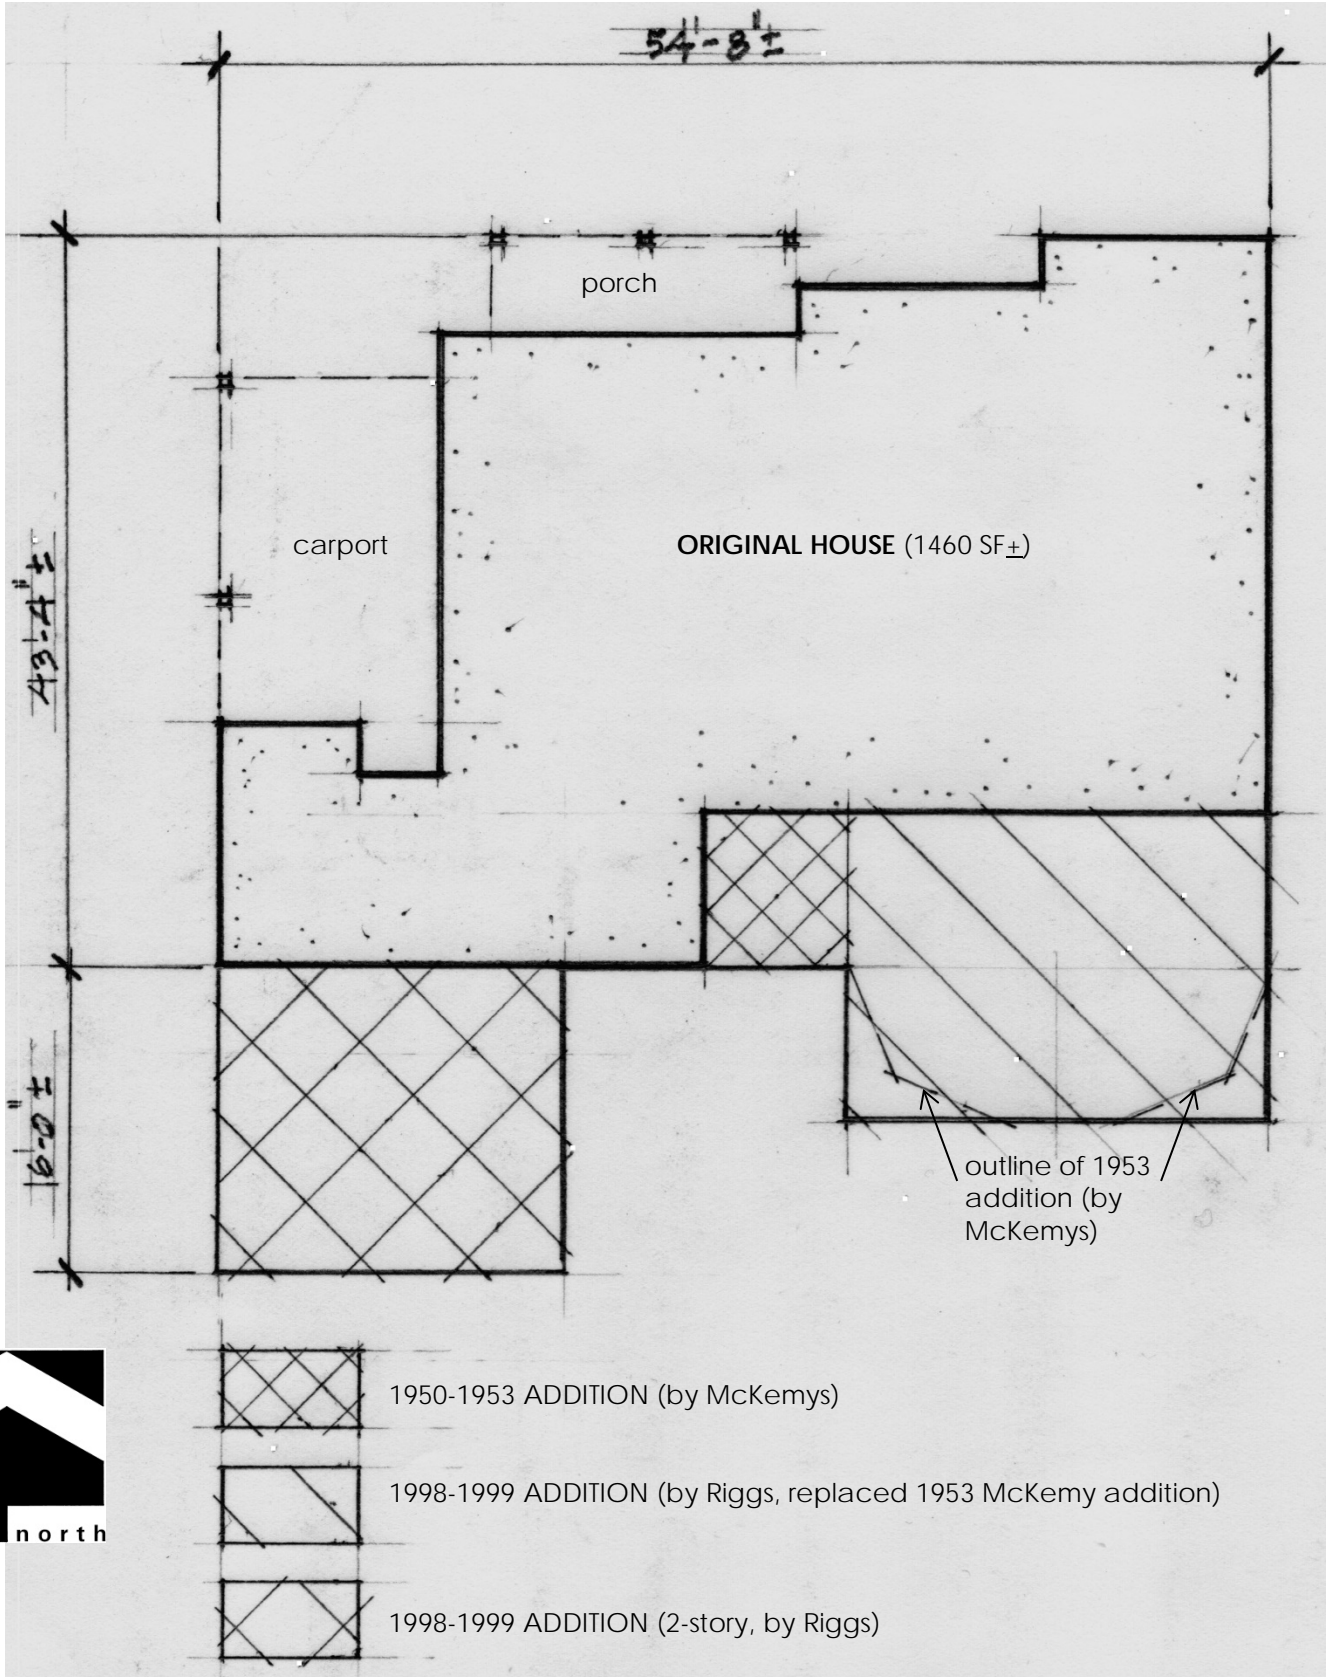 54'-8" ±
porch
carport
ORIGINAL HOUSE (1460 SF±)
43'-4" ±
16'-0" ±
outline of 1953
addition (by
McKemys)
1950-1953 ADDITION (by McKemys)
1998-1999 ADDITION (by Riggs, replaced 1953 McKemy addition)
north
1998-1999 ADDITION (2-story, by Riggs)